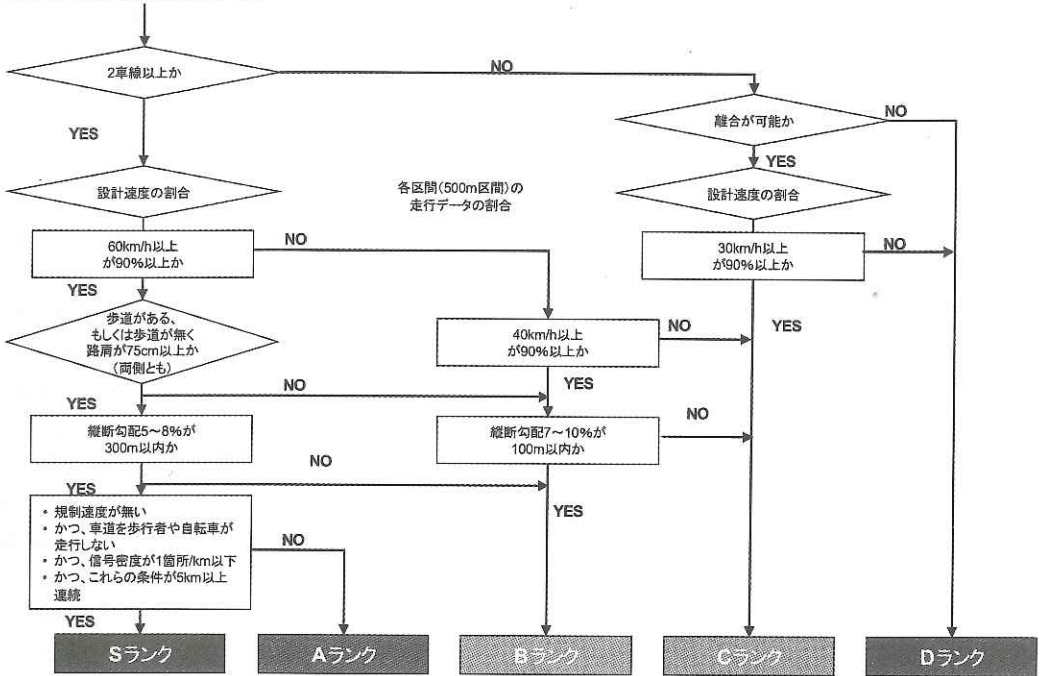 2車線以上か
NO
YES
離合が可能か
NO
YES
設計速度の割合
各区間(500m区間)の
走行データの割合
設計速度の割合
60km/h以上
が90%以上か
NO
YES
30km/h以上
が90%以上か
NO
YES
歩道がある、
もしくは歩道が無く
路肩が75cm以上か
(両側とも)
40km/h以上
が90%以上か
NO
YES
NO
YES
縦断勾配5～8%が
300m以内か
縦断勾配7～10%が
100m以内か
NO
NO
YES
YES
・ 規制速度が無い
・ かつ、車道を歩行者や自転車が
走行しない
・ かつ、信号密度が1箇所/km以下
・ かつ、これらの条件が5km以上
連続
NO
YES
Sランク
Aランク
Bランク
Cランク
Dランク